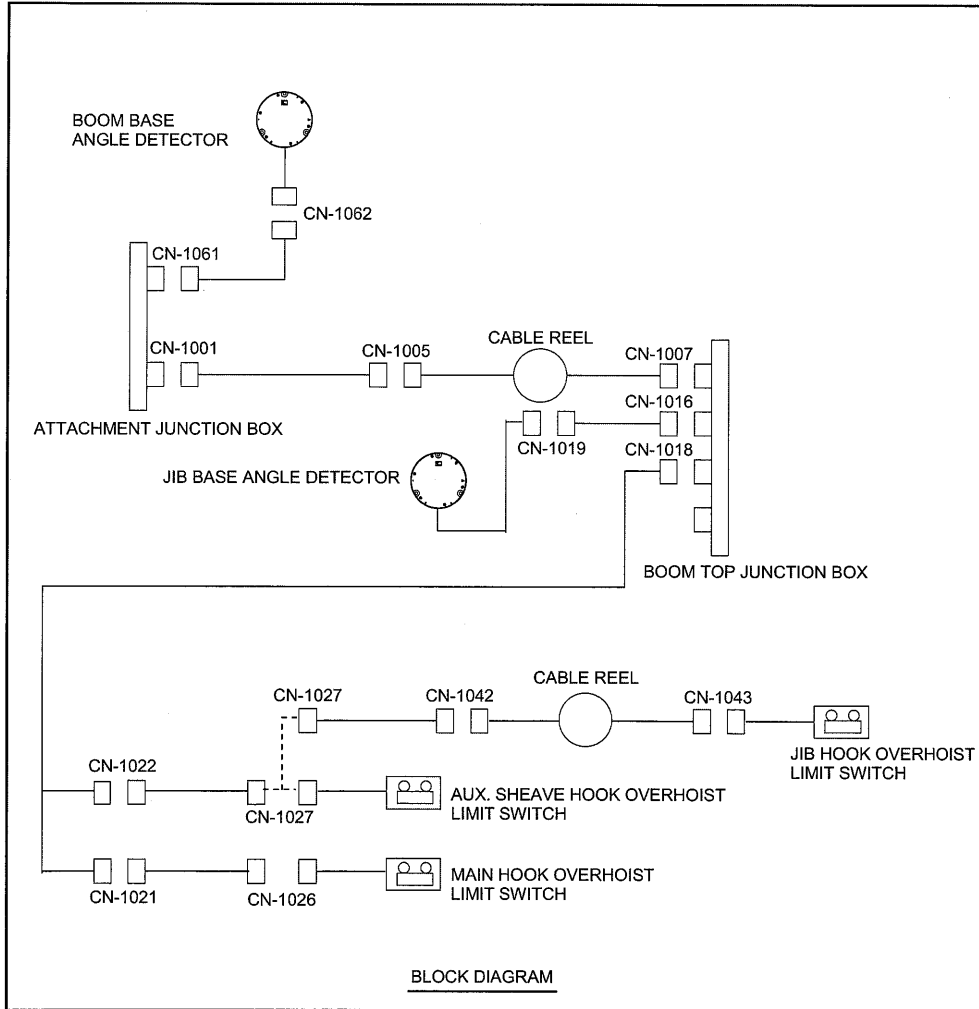 BOOM BASE
ANGLE DETECTOR
CN-1062
CN-1061
CN-1001
CN-1005
CABLE REEL
CN-1007
CN-1016
CN-1018
ATTACHMENT JUNCTION BOX
CN-1019
JIB BASE ANGLE DETECTOR
BOOM TOP JUNCTION BOX
CN-1027
CN-1042
CABLE REEL
CN-1043
JIB HOOK OVERHOIST
LIMIT SWITCH
CN-1022
CN-1027
AUX. SHEAVE HOOK OVERHOIST
LIMIT SWITCH
CN-1021
CN-1026
MAIN HOOK OVERHOIST
LIMIT SWITCH
BLOCK DIAGRAM